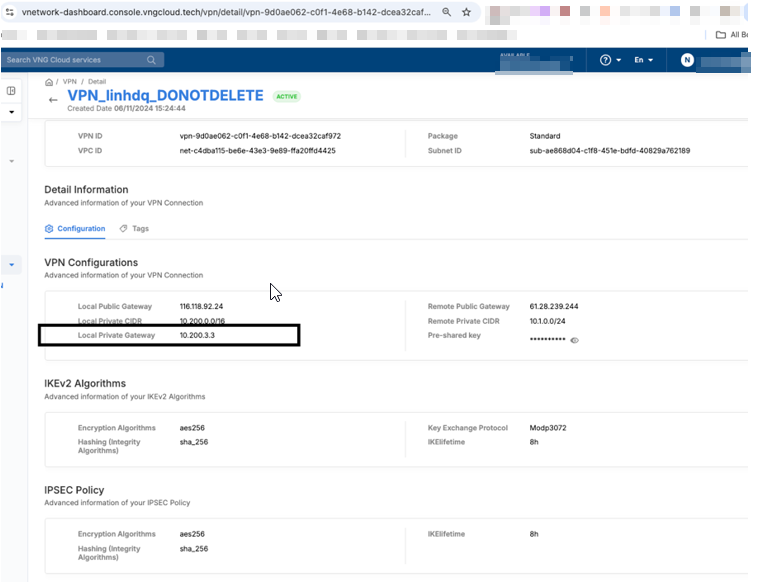 vnetwork-dashboard.console.vngcloud.tech/vpn/detail/vpn-9d0ae062-c0f1-4e68-b142-dcea32caf...
All Bo
Search VNG Cloud services
AVAILABLE
En
N
VPN / Detail
VPN_linhdq_DONOTDELETE ACTIVE
Created Date 06/11/2024 15:24:44
VPN ID vpn-9d0ae062-c0f1-4e68-b142-dcea32caf972 Package Standard
VPC ID net-c4dba115-be6e-43e3-9e89-ffa20ffd4425 Subnet ID sub-ae868d04-c1f8-451e-bdfd-40829a762189
Detail Information
Advanced information of your VPN Connection
Configuration Tags
VPN Configurations
Advanced information of your VPN Connection
Local Public Gateway 116.118.92.24 Remote Public Gateway 61.28.239.244
Local Private CIDR 10.200.0.0/16 Remote Private CIDR 10.1.0.0/24
Local Private Gateway 10.200.3.3 Pre-shared key ••••••••••
IKEv2 Algorithms
Advanced information of your IKEv2 Algorithms
Encryption Algorithms aes256 Key Exchange Protocol Modp3072
Hashing (Integrity Algorithms) sha_256 IKElifetime 8h
IPSEC Policy
Advanced information of your IPSEC Policy
Encryption Algorithms aes256 IKElifetime 8h
Hashing (Integrity Algorithms) sha_256